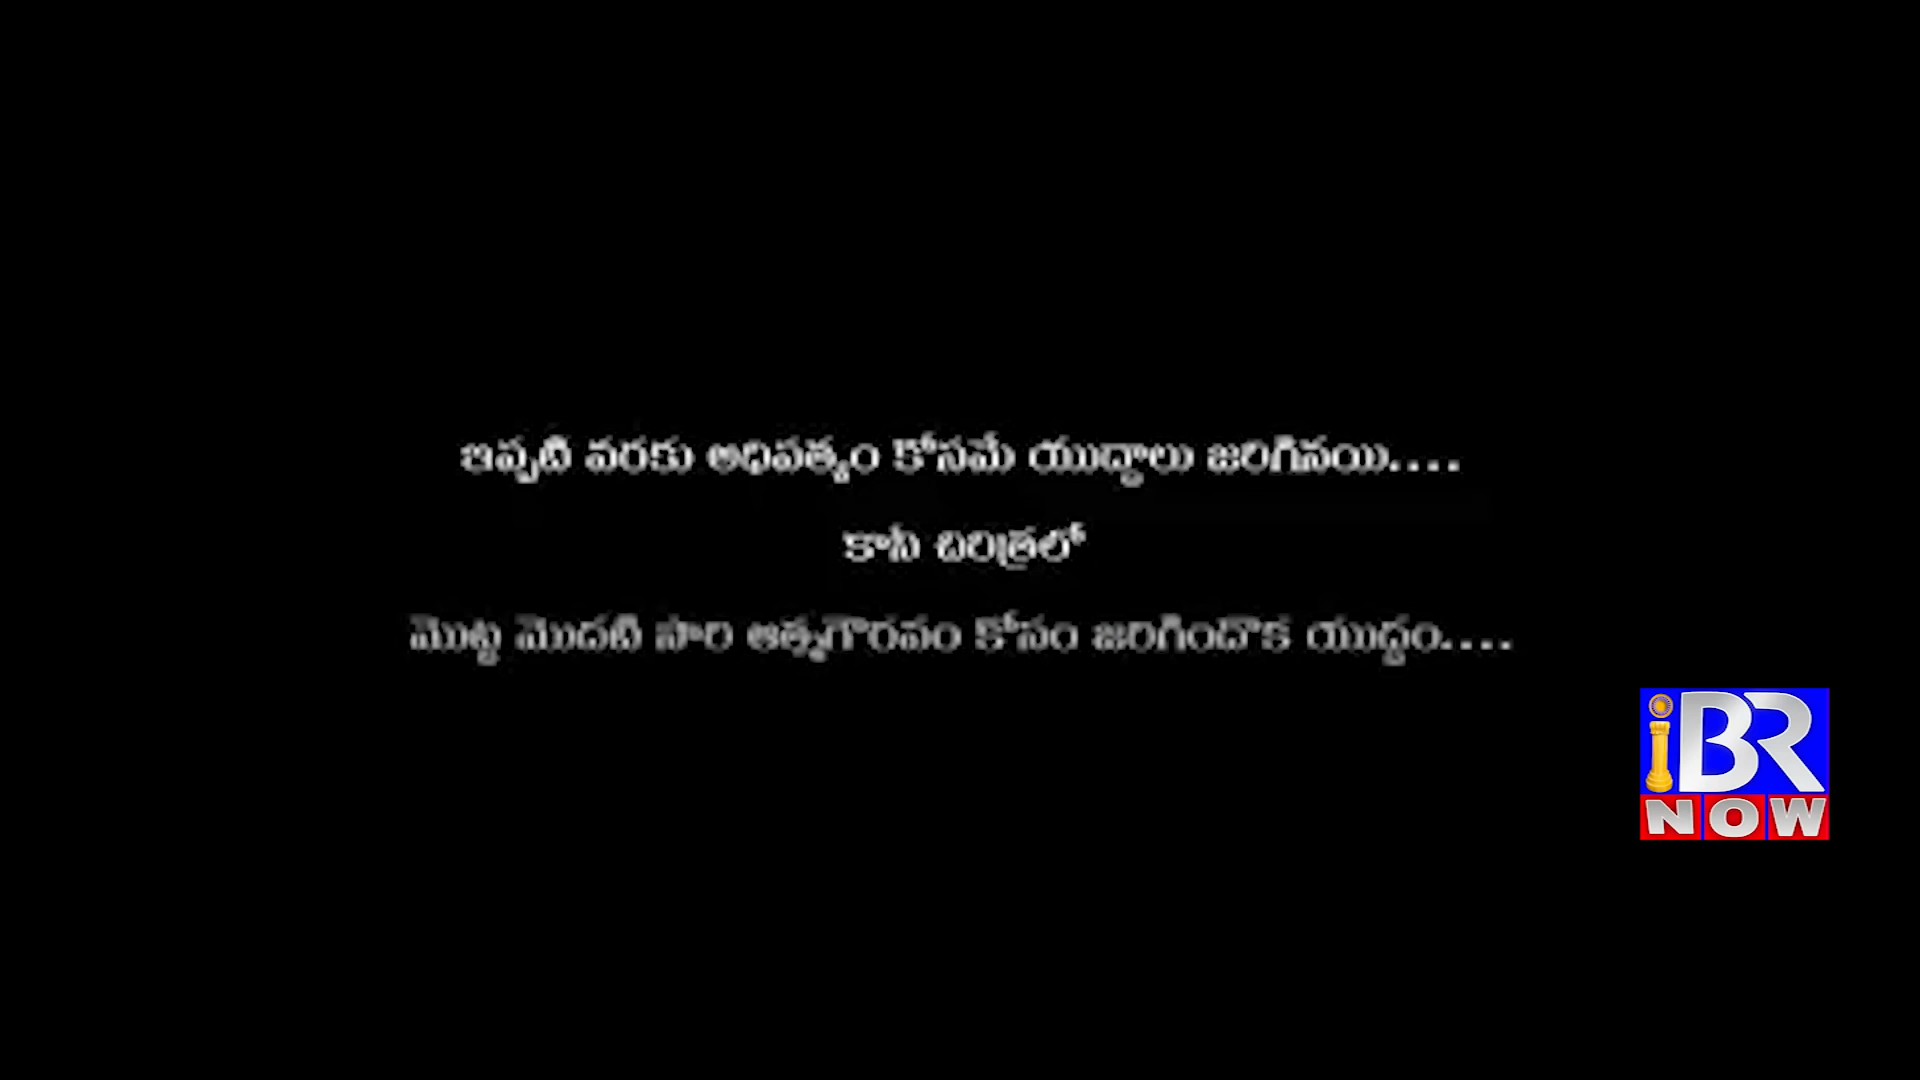 ఇప్పటి వరకు ఆధిపత్యం కోసమే యుద్ధాలు జరిగినయి....
కాని చరిత్రలో
మొట్ట మొదటి సారి ఆత్మగౌరవం కోసం జరిగిందొక యుద్ధం....
iBR
NOW